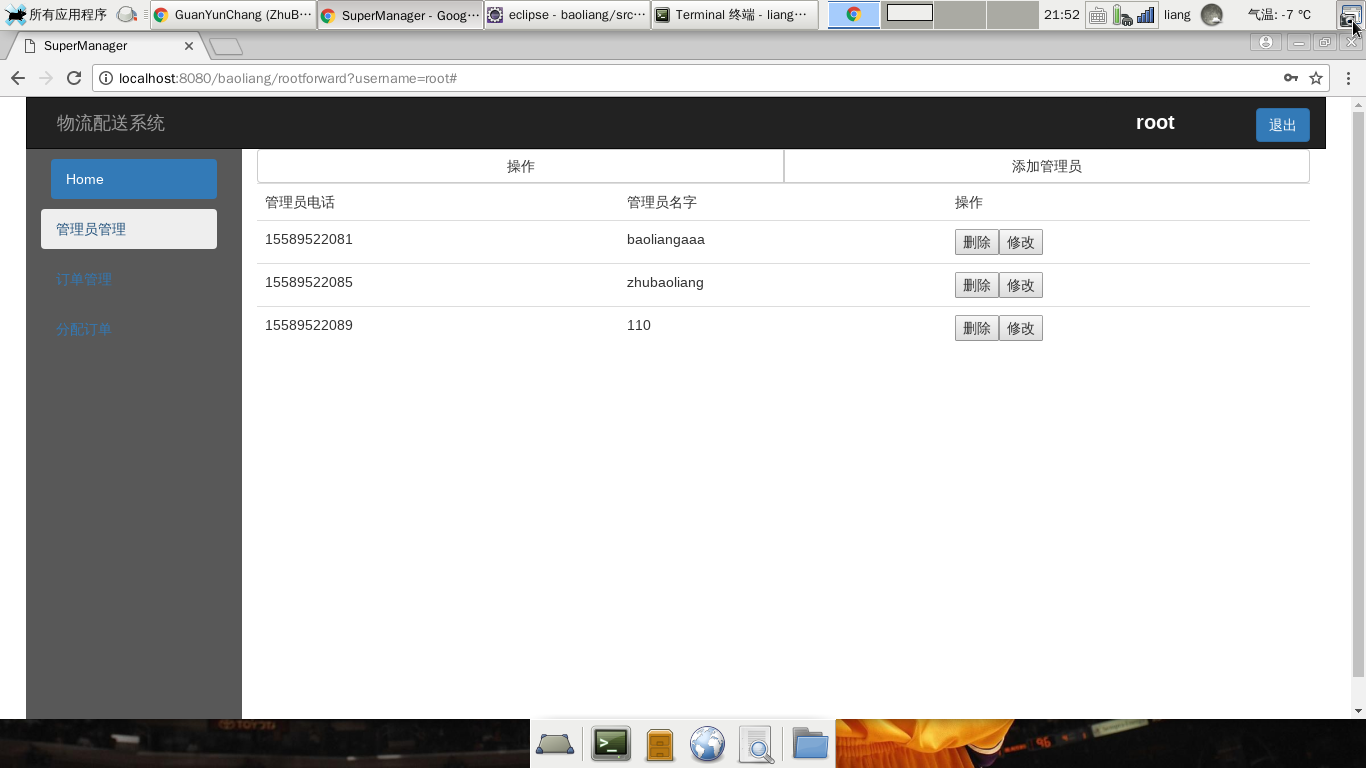 所有应用程序
GuanYunChang (ZhuB⋯
SuperManager - Goog⋯
eclipse - baoliang/src⋯
Terminal 终端 - liang⋯
21:52
liang
气温: -7 °C
SuperManager
localhost:8080/baoliang/rootforward?username=root#
物流配送系统
root
退出
Home
管理员管理
订单管理
分配订单
操作
添加管理员
管理员电话 管理员名字 操作
15589522081 baoliangaaa 删除 修改
15589522085 zhubaoliang 删除 修改
15589522089 110 删除 修改